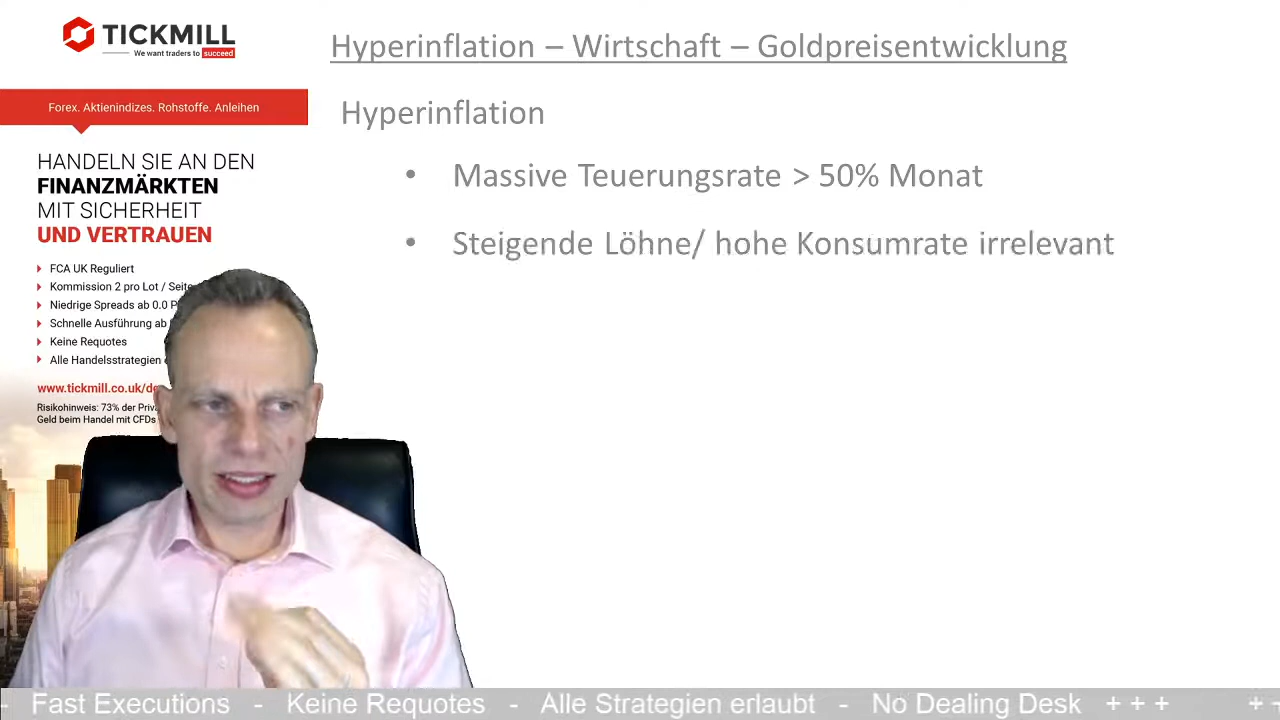 TICKMILL
We want traders to succeed
Hyperinflation – Wirtschaft – Goldpreisentwicklung
Forex. Aktienindizes. Rohstoffe. Anleihen
Hyperinflation
HANDELN SIE AN DEN
FINANZMÄRKTEN
MIT SICHERHEIT
UND VERTRAUEN
• Massive Teuerungsrate > 50% Monat
• Steigende Löhne/ hohe Konsumrate irrelevant
FCA UK Reguliert
Kommission 2 pro Lot /
Niedrige Spreads ab 0.0
Schnelle Ausführung ab
Keine Requotes
Alle Handelsstrategien
www.tickmill.co.uk/
Risikohinweis: 73% der
Geld beim Handel mit CFDs
- Fast Executions - Keine Requotes - Alle Strategien erlaubt - No Dealing Desk + + + + +